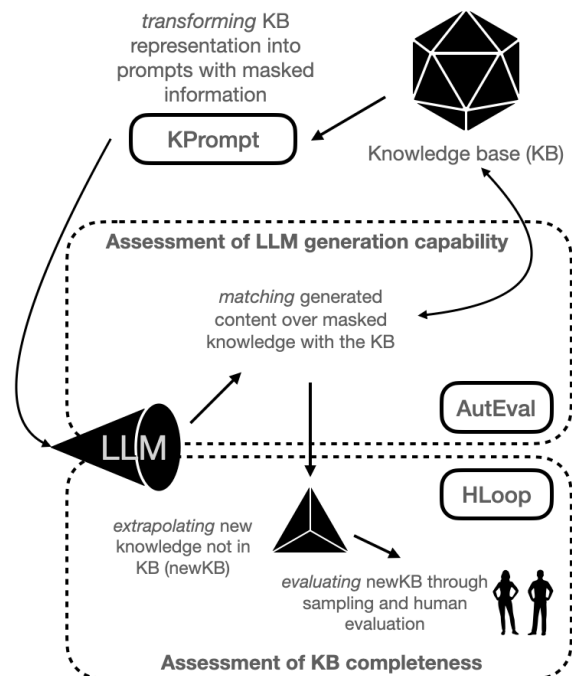 transforming KB
representation into
prompts with masked
information
KPrompt
Knowledge base (KB)
Assessment of LLM generation capability
matching generated
content over masked
knowledge with the KB
AutEval
LLM
HLoop
extrapolating new
knowledge not in
KB (newKB)
evaluating newKB through
sampling and human
evaluation
Assessment of KB completeness